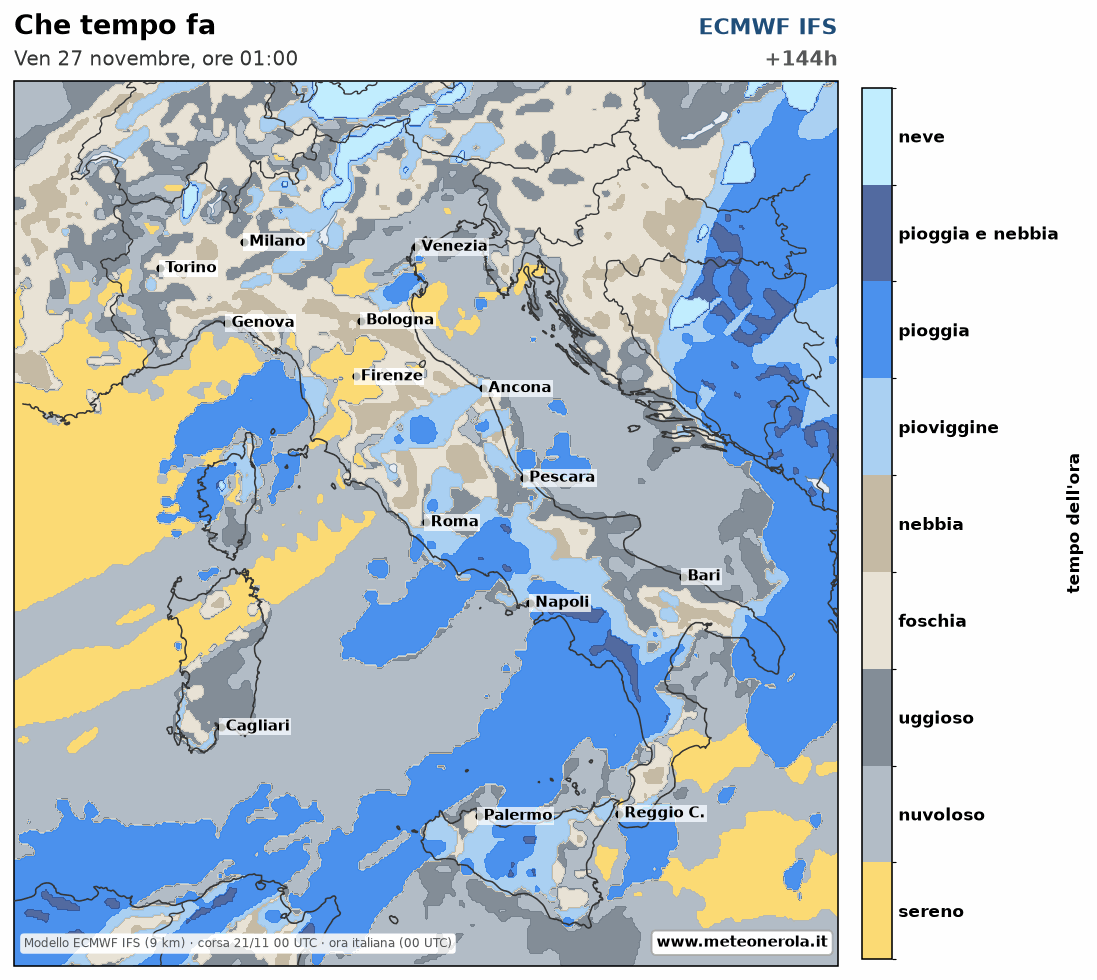 Che tempo fa
ECMWF IFS
Ven 27 novembre, ore 01:00
+144h
neve
pioggia e nebbia
pioggia
pioviggine
nebbia
foschia
uggioso
nuvoloso
sereno
tempo dell'ora
Milano
Venezia
Torino
Genova
Bologna
Firenze
Ancona
Pescara
Roma
Bari
Napoli
Cagliari
Palermo
Reggio C.
Modello ECMWF IFS (9 km) · corsa 21/11 00 UTC · ora italiana (00 UTC)
www.meteonerola.it